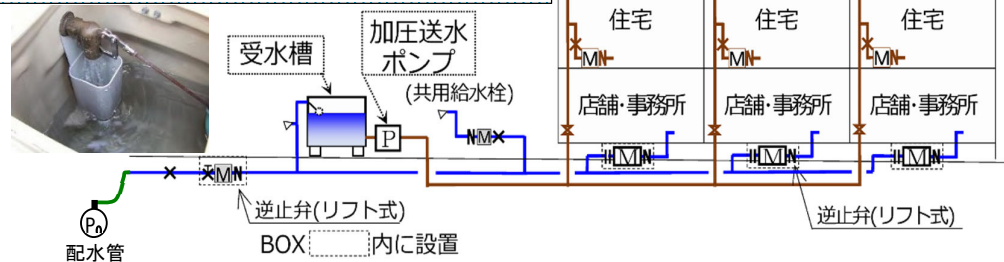 受水槽
加圧送水
ポンプ
(共用給水栓)
住宅
住宅
住宅
M
M
M
店舗・事務所
店舗・事務所
店舗・事務所
P
M
M
M
M
M
Pn
配水管
逆止弁(リフト式)
BOX 内に設置
逆止弁(リフト式)